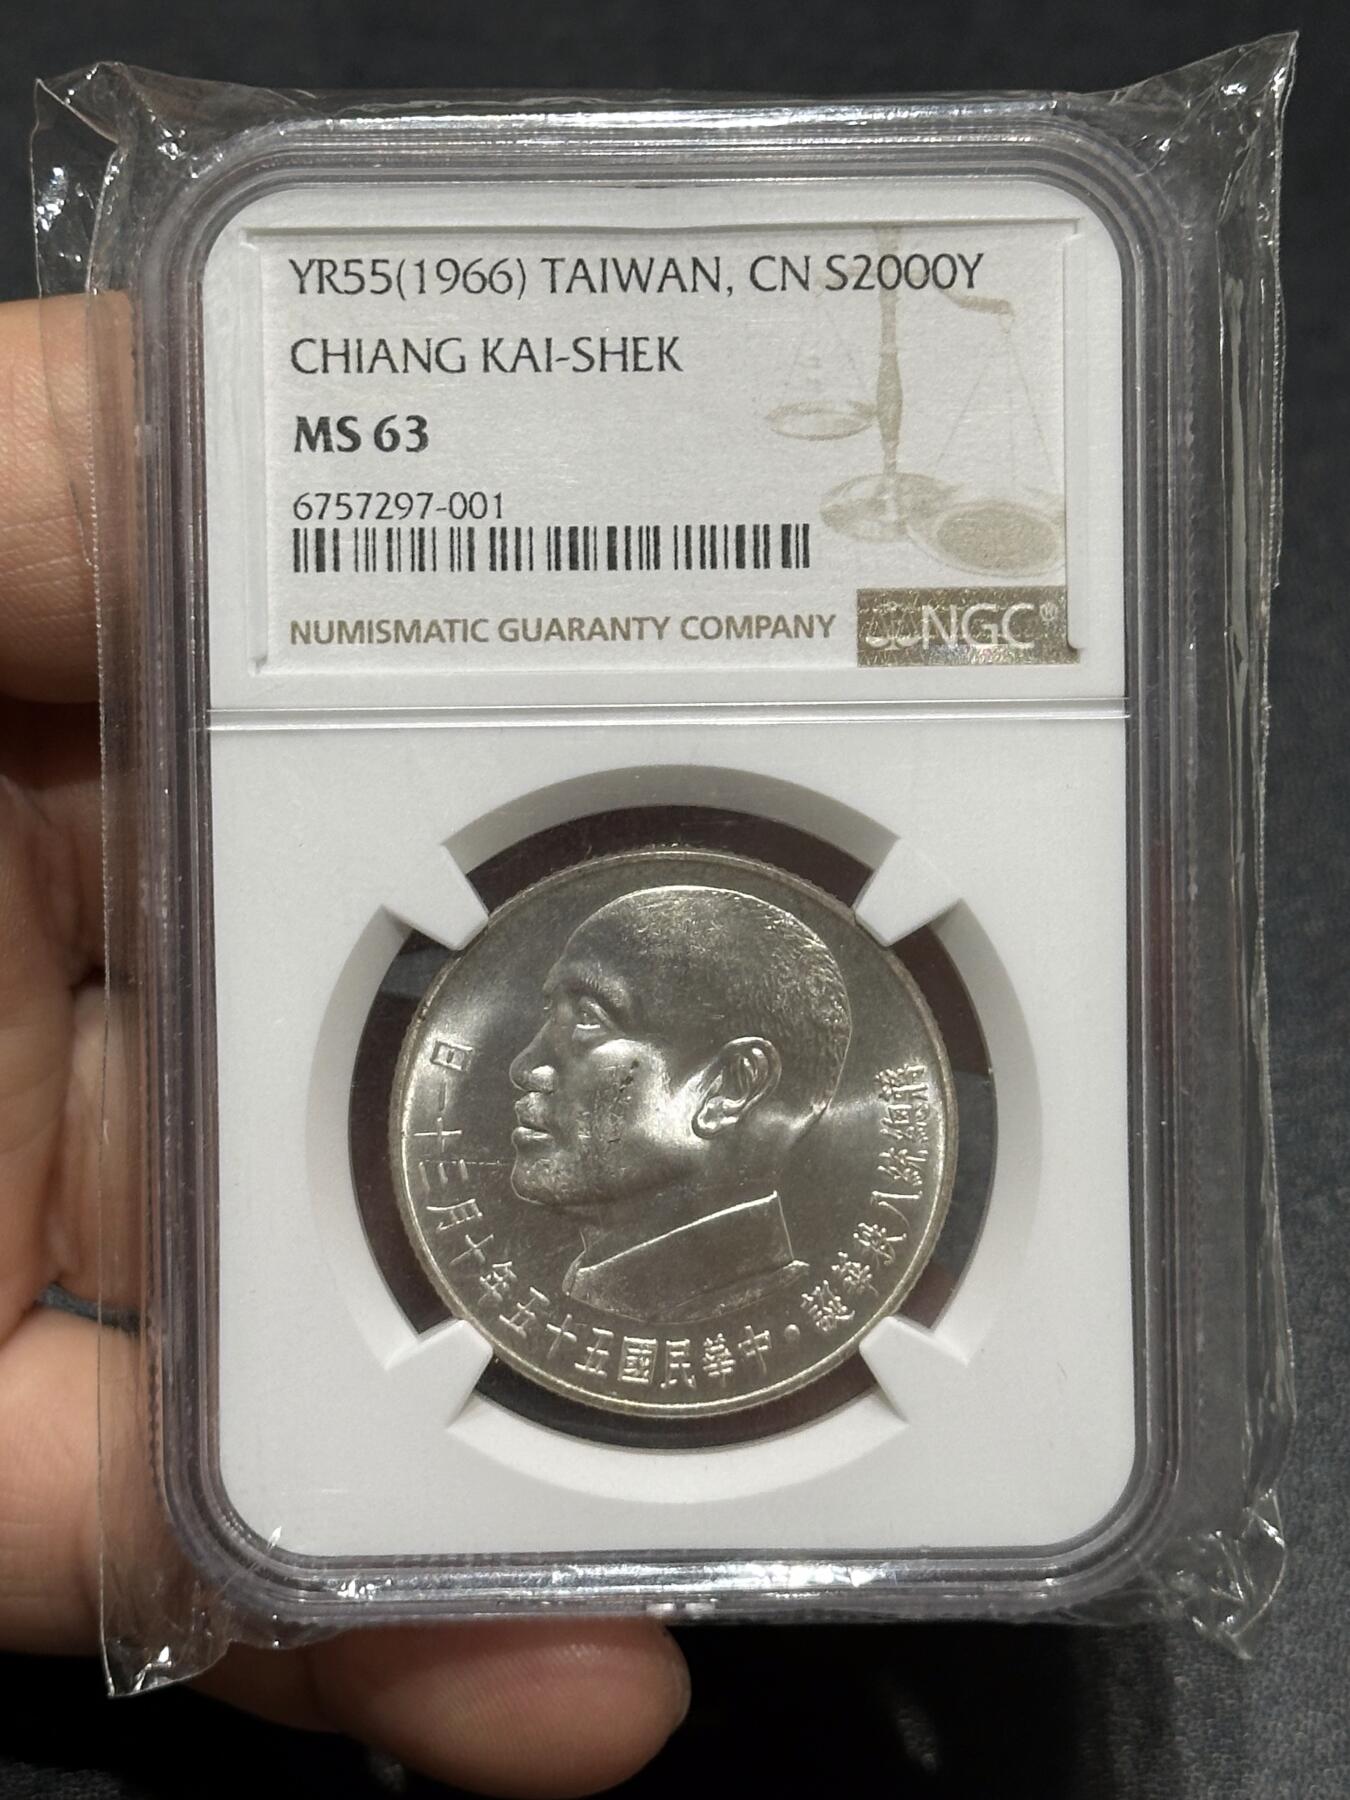 YR55(1966) TAIWAN, CN S2000Y
CHIANG KAI-SHEK
MS 63
6757297-001
NUMISMATIC GUARANTY COMPANY
NGC®
蔣總統八秩華誕・中華民國五十五年十月三十一日